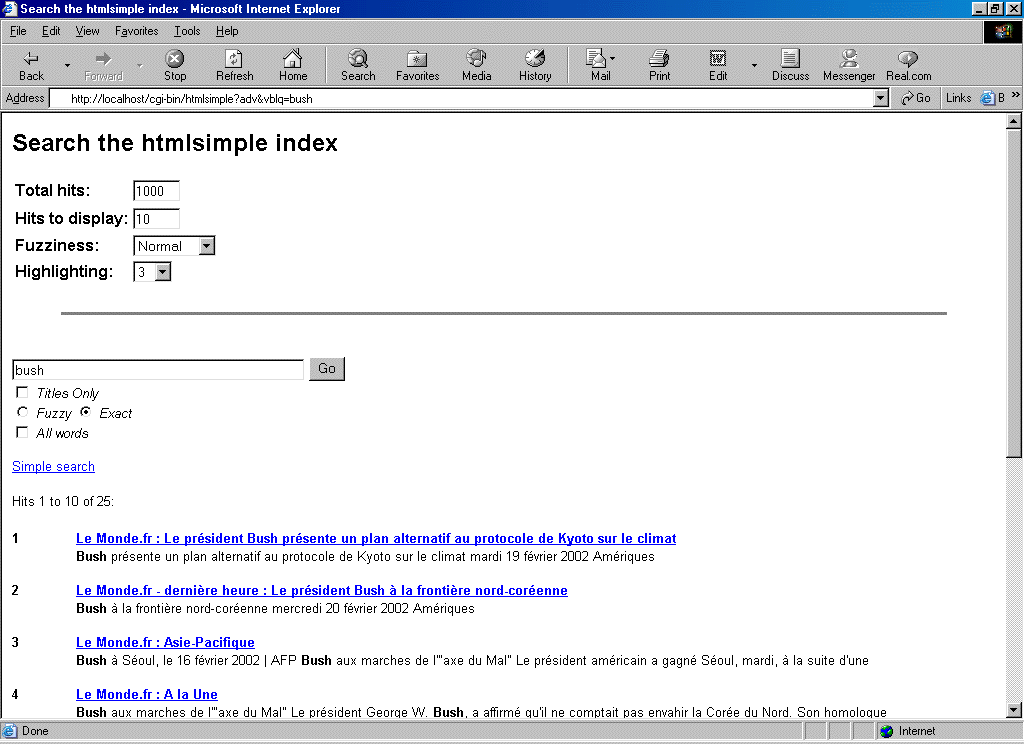 Search the htmlsimple index - Microsoft Internet Explorer
File Edit View Favorites Tools Help
Back Forward Stop Refresh Home Search Favorites Media History Mail Print Edit Discuss Messenger Real.com
Address http://localhost/cgi-bin/htmlsimple?adv&vblq=bush Go Links B »
Search the htmlsimple index
Total hits: 1000
Hits to display: 10
Fuzziness: Normal
Highlighting: 3
bush Go
Titles Only
Fuzzy Exact
All words
Simple search
Hits 1 to 10 of 25:
1 Le Monde.fr : Le président Bush présente un plan alternatif au protocole de Kyoto sur le climat
Bush présente un plan alternatif au protocole de Kyoto sur le climat mardi 19 février 2002 Amériques
2 Le Monde.fr - dernière heure : Le président Bush à la frontière nord-coréenne
Bush à la frontière nord-coréenne mercredi 20 février 2002 Amériques
3 Le Monde.fr : Asie-Pacifique
Bush à Séoul, le 16 février 2002 | AFP Bush aux marches de l'"axe du Mal" Le président américain a gagné Séoul, mardi, à la suite d'une
4 Le Monde.fr : A la Une
Bush aux marches de l'"axe du Mal" Le président George W. Bush, a affirmé qu'il ne comptait pas envahir la Corée du Nord. Son homologue
Done Internet